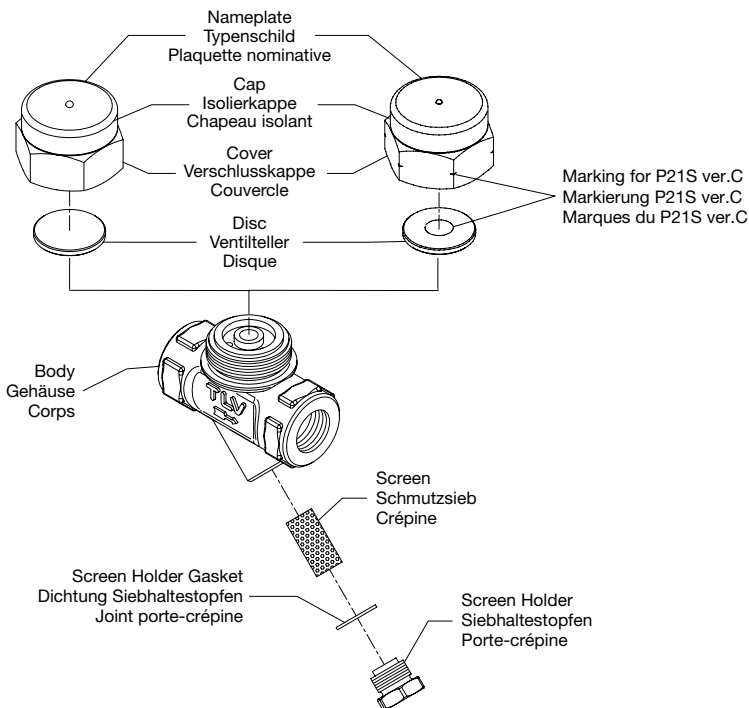 Nameplate
Typenschild
Plaquette nominative
Cap
Isolierkappe
Chapeau isolant
Cover
Verschlusskappe
Couvercle
Marking for P21S ver.C
Markierung P21S ver.C
Marques du P21S ver.C
Disc
Ventilteller
Disque
Body
Gehäuse
Corps
TLV
Screen
Schmutzsieb
Crépine
Screen Holder Gasket
Dichtung Siebhaltestopfen
Joint porte-crépine
Screen Holder
Siebhaltestopfen
Porte-crépine